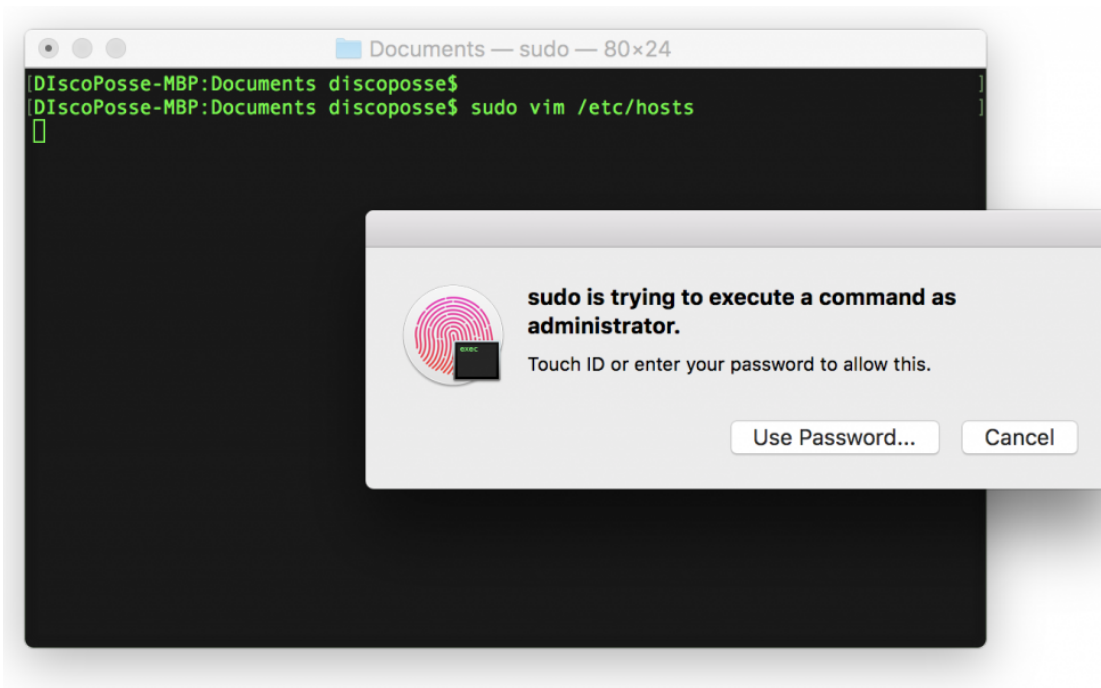 Documents — sudo — 80×24
[DIscoPosse-MBP:Documents discoposse$ ]
[DIscoPosse-MBP:Documents discoposse$ sudo vim /etc/hosts ]
exec
sudo is trying to execute a command as
administrator.
Touch ID or enter your password to allow this.
Use Password... Cancel